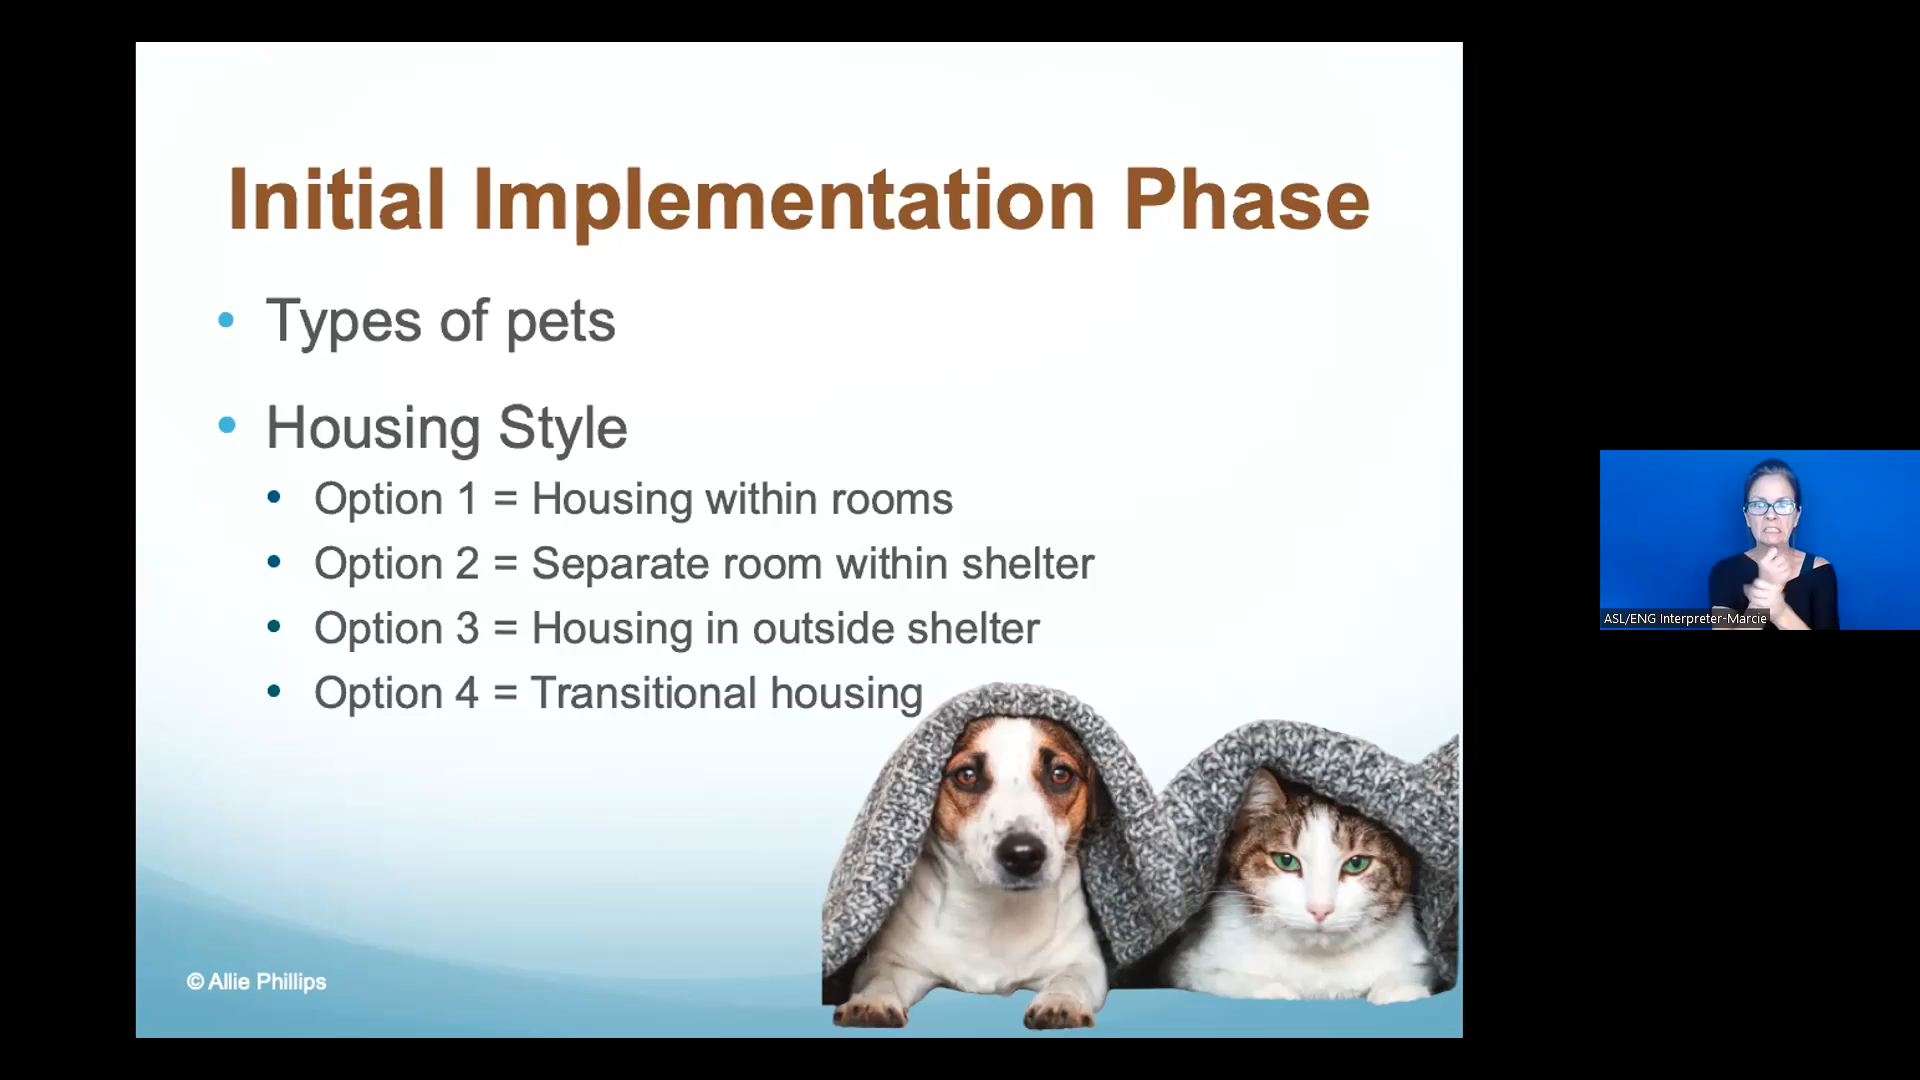 Initial Implementation Phase
• Types of pets
• Housing Style
• Option 1 = Housing within rooms
• Option 2 = Separate room within shelter
• Option 3 = Housing in outside shelter
• Option 4 = Transitional housing
© Allie Phillips
ASL/ENG Interpreter-Marcie